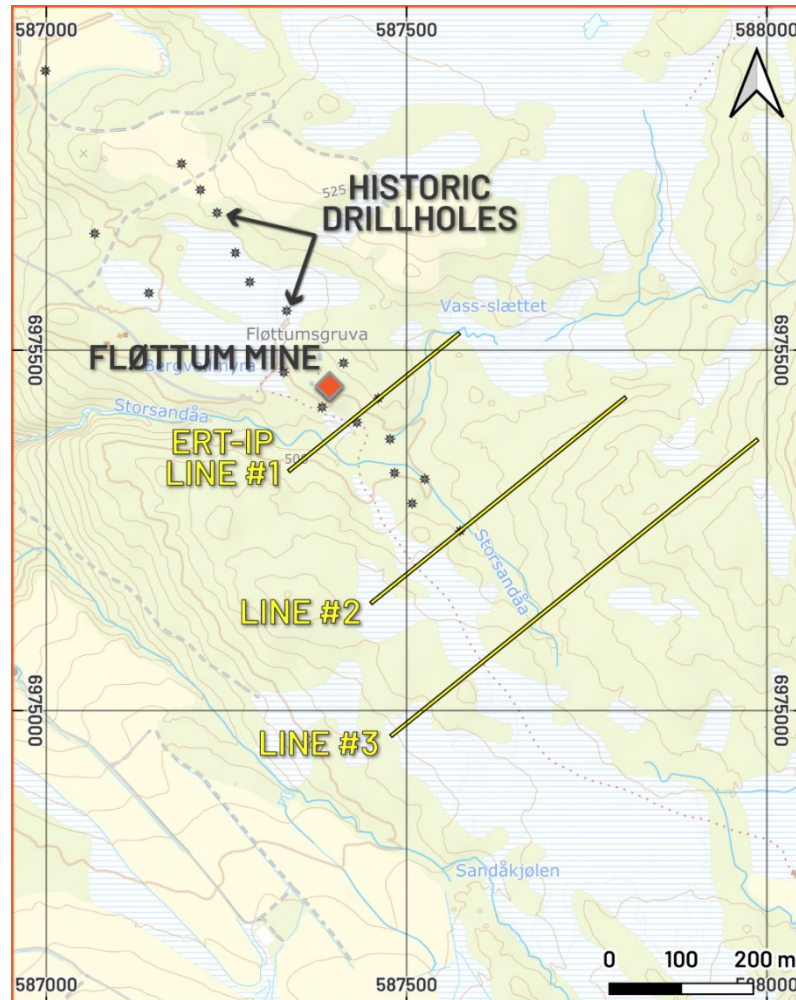 587000
587500
588000
525
HISTORIC
DRILLHOLES
Vass-slættet
Fløttumsgruva
6975500
6975500
FLØTTUM MINE
Storsandåa
ERT-IP
LINE #1
Storsandåa
LINE #2
6975000
6975000
LINE #3
Sandåkjølen
0 100 200 m
587000
587500
588000